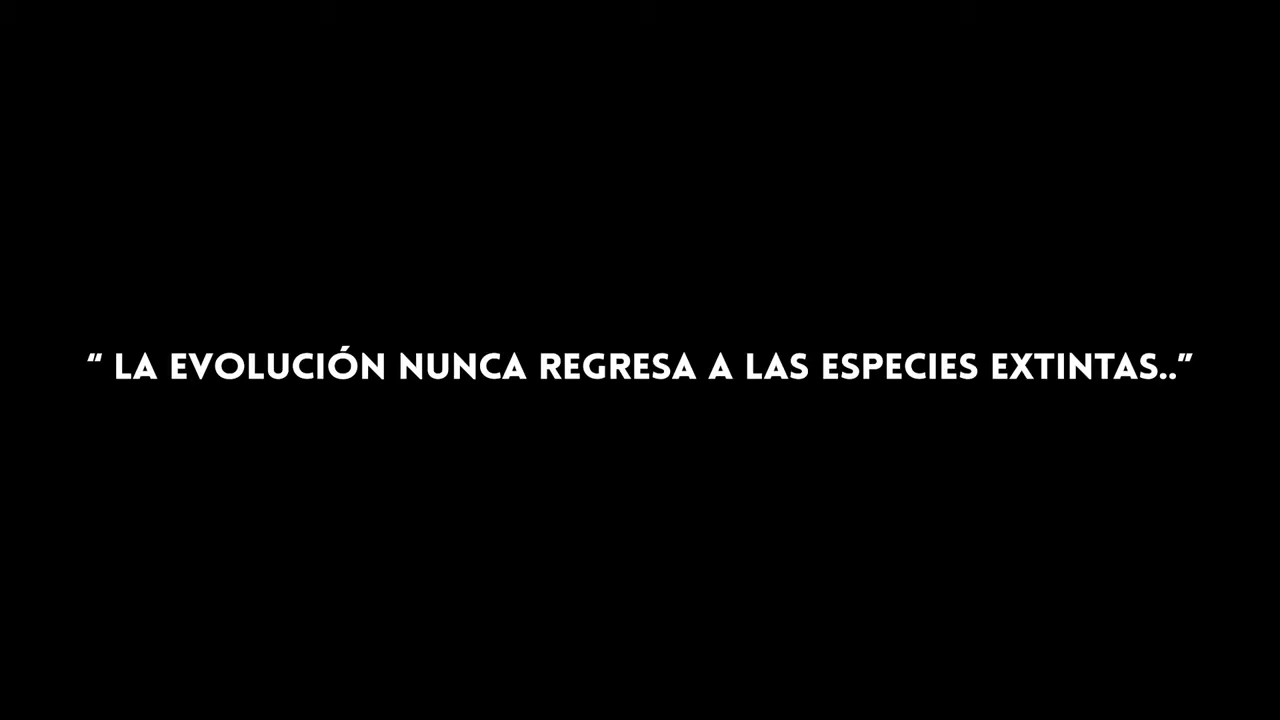 “ LA EVOLUCIÓN NUNCA REGRESA A LAS ESPECIES EXTINTAS..”